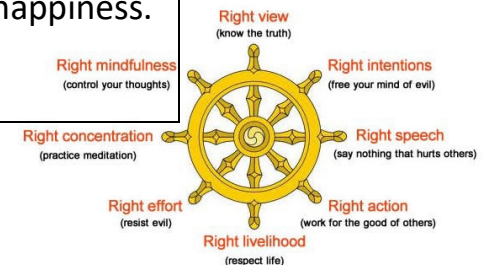 happiness.
Right view
(know the truth)
Right mindfulness
(control your thoughts)
Right intentions
(free your mind of evil)
Right concentration
(practice meditation)
Right speech
(say nothing that hurts others)
Right effort
(resist evil)
Right action
(work for the good of others)
Right livelihood
(respect life)